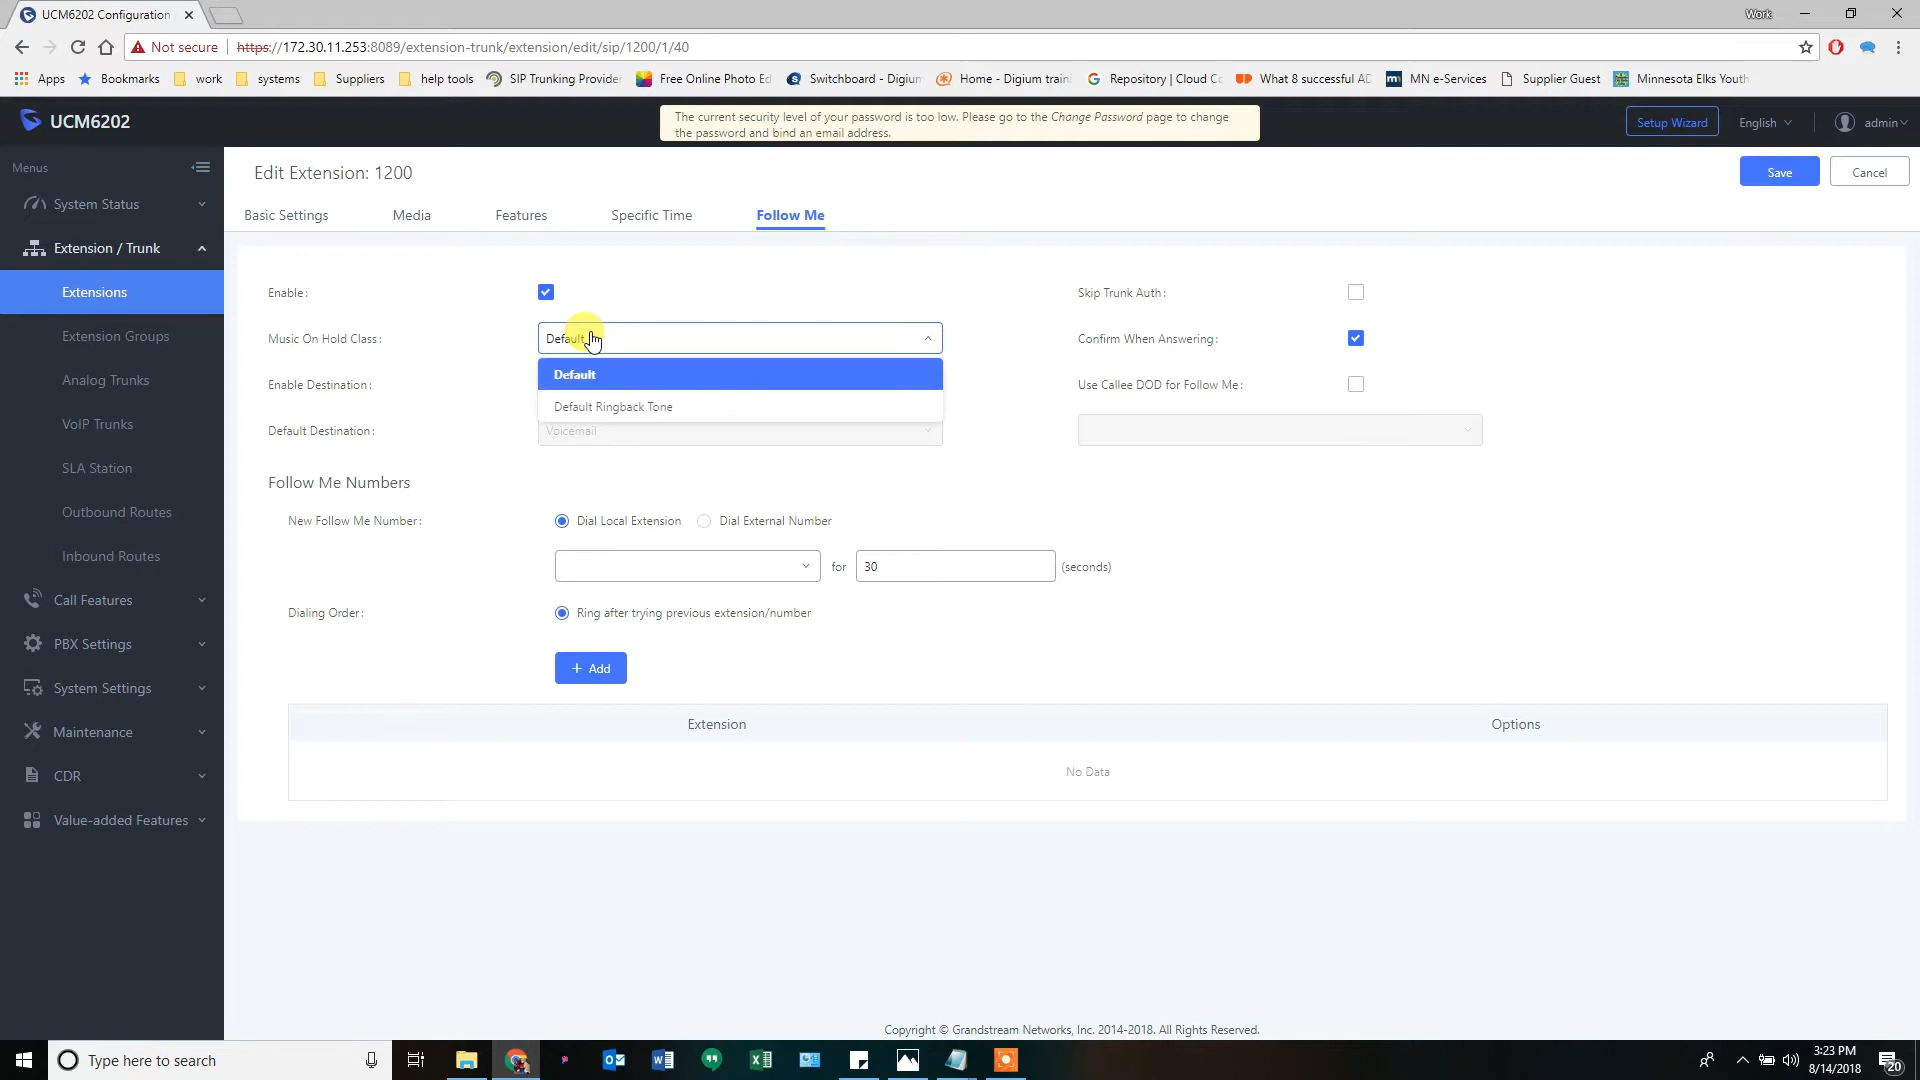 UCM6202 Configuration
Work
Not secure https://172.30.11.253:8089/extension-trunk/extension/edit/sip/1200/1/40
Apps Bookmarks work systems Suppliers help tools SIP Trunking Provider Free Online Photo Ed Switchboard - Digium Home - Digium train Repository | Cloud Co What 8 successful AD MN e-Services Supplier Guest Minnesota Elks Youth
UCM6202
The current security level of your password is too low. Please go to the Change Password page to change
the password and bind an email address.
Setup Wizard English admin
Menus
System Status
Extension / Trunk
Extensions
Extension Groups
Analog Trunks
VoIP Trunks
SLA Station
Outbound Routes
Inbound Routes
Call Features
PBX Settings
System Settings
Maintenance
CDR
Value-added Features
Edit Extension: 1200
Save Cancel
Basic Settings Media Features Specific Time Follow Me
Enable:
Skip Trunk Auth:
Music On Hold Class: Default
Confirm When Answering:
Default
Enable Destination:
Use Callee DOD for Follow Me:
Default Ringback Tone
Default Destination: Voicemail
Follow Me Numbers
New Follow Me Number: Dial Local Extension Dial External Number
for 30 (seconds)
Dialing Order: Ring after trying previous extension/number
+ Add
Extension Options
No Data
Copyright © Grandstream Networks, Inc. 2014-2018. All Rights Reserved.
Type here to search
3:23 PM
8/14/2018
20